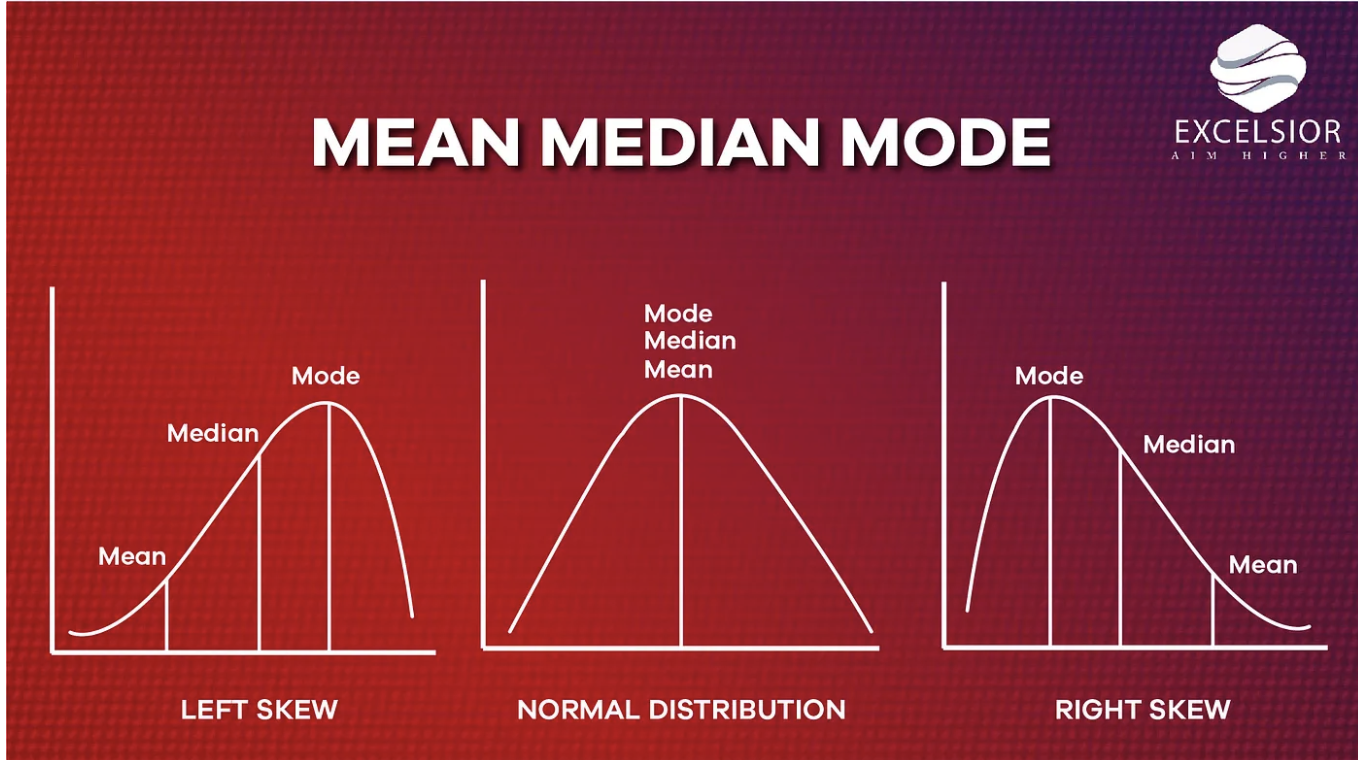 EXCELSIOR
AIM HIGHER
MEAN MEDIAN MODE
Mode
Median
Mean
LEFT SKEW
Mode
Median
Mean
NORMAL DISTRIBUTION
Mode
Median
Mean
RIGHT SKEW